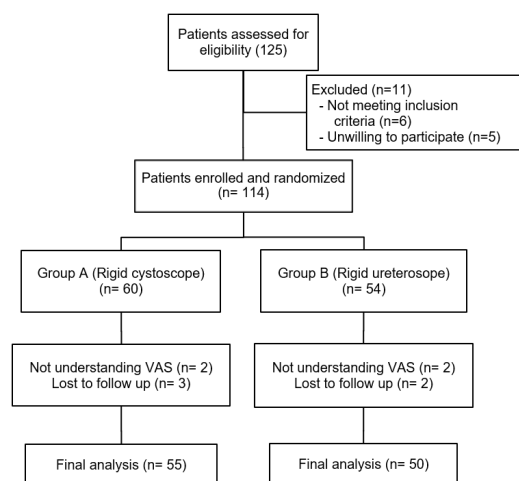 Patients assessed for
eligibility (125)
Excluded (n=11)
- Not meeting inclusion
criteria (n=6)
- Unwilling to participate (n=5)
Patients enrolled and randomized
(n= 114)
Group A (Rigid cystoscope)
(n= 60)
Group B (Rigid ureterosope)
(n= 54)
Not understanding VAS (n= 2)
Lost to follow up (n= 3)
Not understanding VAS (n= 2)
Lost to follow up (n= 2)
Final analysis (n= 55)
Final analysis (n= 50)